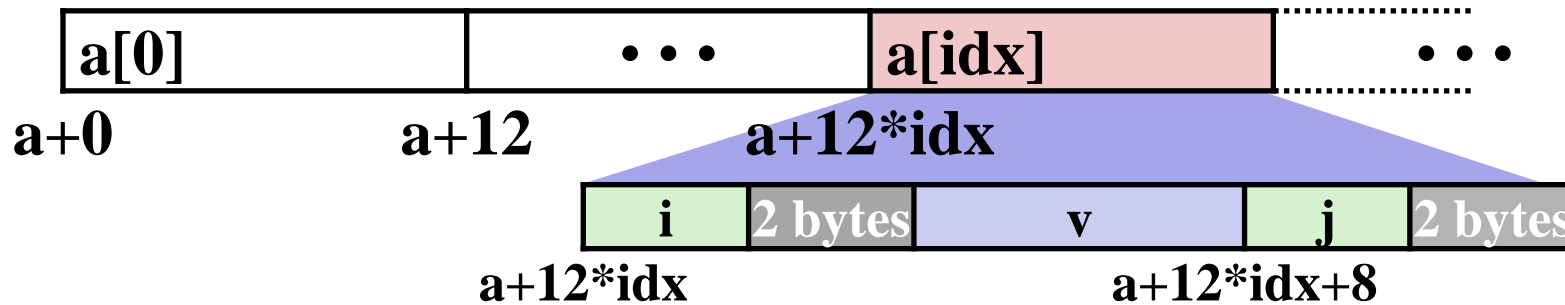 a[0] • • • a[idx] • • •
a+0 a+12 a+12*idx
i 2 bytes v j 2 bytes
a+12*idx a+12*idx+8